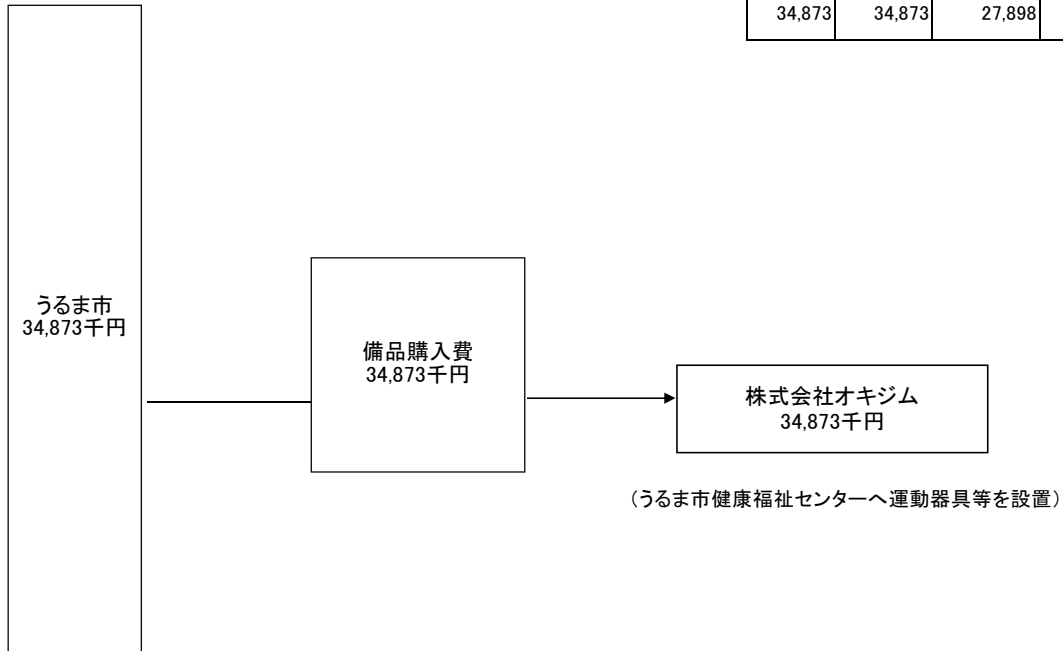 34,873 34,873 27,898
うるま市
34,873千円
備品購入費
34,873千円
株式会社オキジム
34,873千円
（うるま市健康福祉センターへ運動器具等を設置）